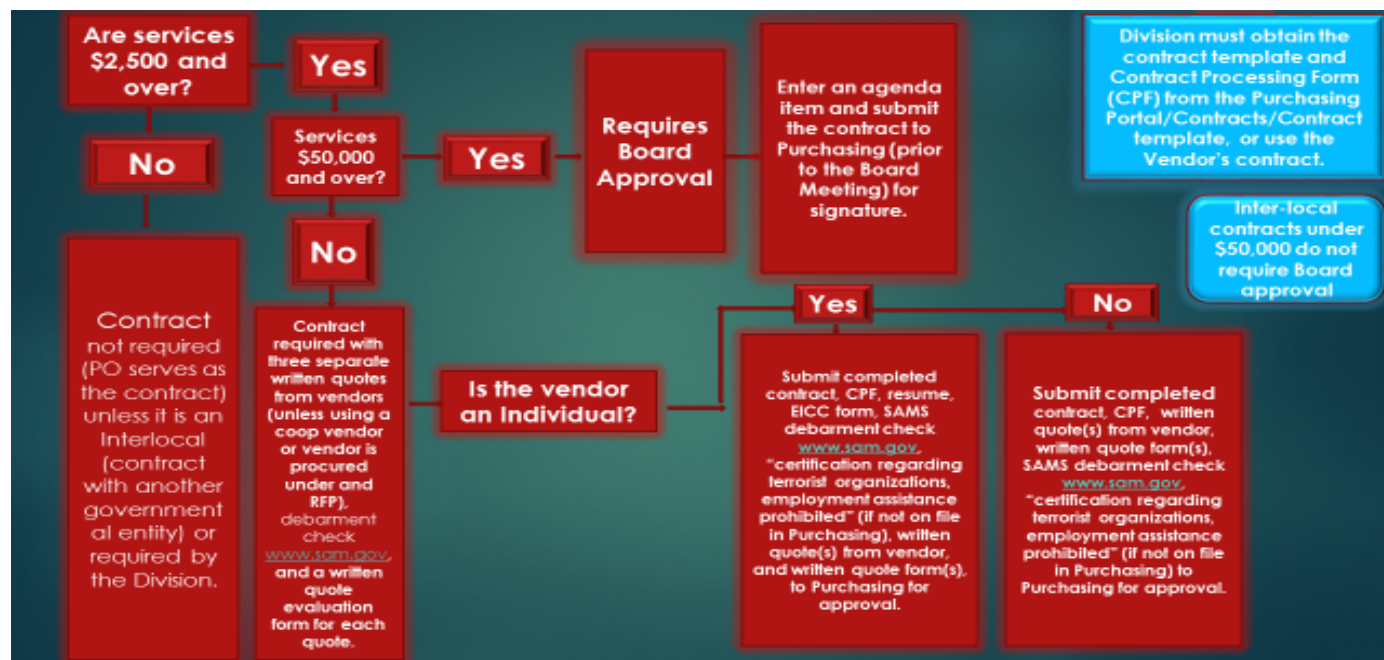 Are services
$2,500 and
over?
Yes
No
Services
$50,000
and over?
Yes
Requires
Board
Approval
Enter an agenda
item and submit
the contract to
Purchasing (prior
to the Board
Meeting) for
signature.
Division must obtain the
contract template and
Contract Processing Form
(CPF) from the Purchasing
Portal/Contracts/Contract
template, or use the
Vendor's contract.
Inter-local
contracts under
$50,000 do not
require Board
approval
No
Contract
not required
(PO serves as
the contract)
unless it is an
Interlocal
(contract
with another
government
al entity) or
required by
the Division.
Contract
required with
three separate
written quotes
from vendors
(unless using a
coop vendor
or vendor is
procured
under and
RFP),
debarment
check
www.sam.gov,
and a written
quote
evaluation
form for each
quote.
Is the vendor
an Individual?
Yes
Submit completed
contract, CPF, resume,
EICC form, SAMS
debarment check
www.sam.gov,
"certification regarding
terrorist organizations,
employment assistance
prohibited" (if not on file
in Purchasing), written
quote(s) from vendor,
and written quote form(s),
to Purchasing for
approval.
No
Submit completed
contract, CPF, written
quote(s) from vendor,
written quote form(s),
SAMS debarment check
www.sam.gov,
"certification regarding
terrorist organizations,
employment assistance
prohibited" (if not on file
in Purchasing) to
Purchasing for approval.